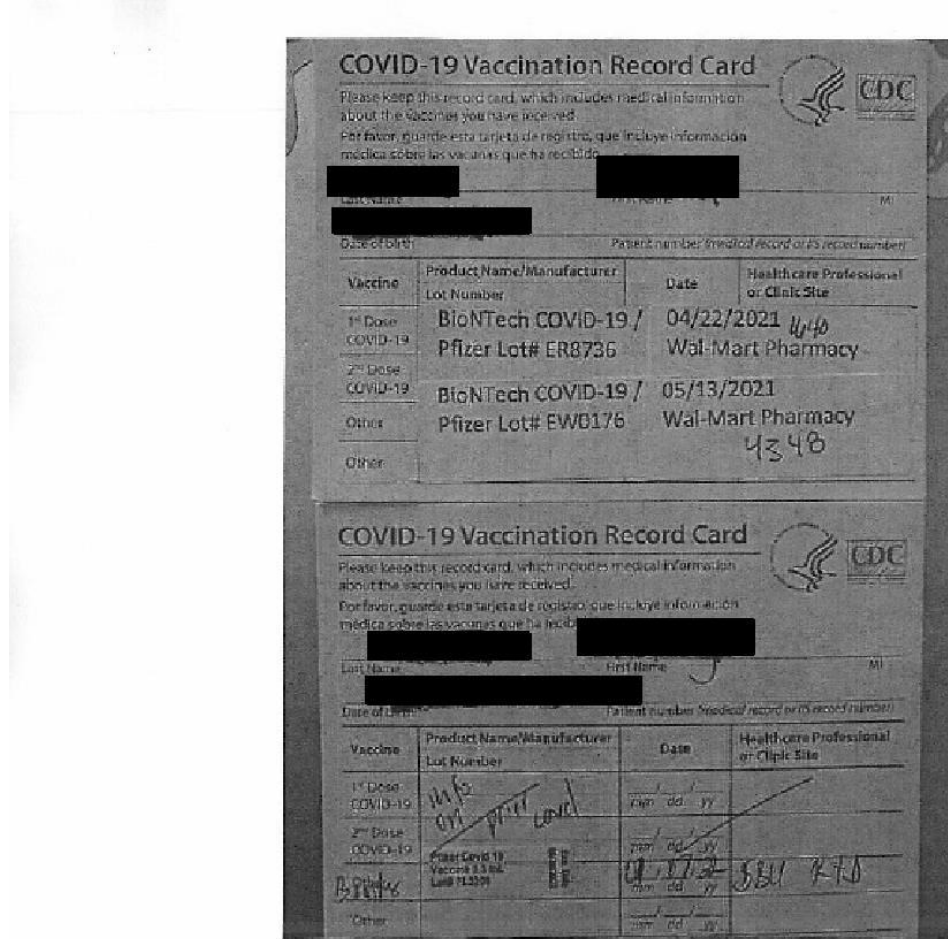 COVID-19 Vaccination Record Card
CDC
Please keep this record card, which includes medical information
about the vaccines you have received.
Por favor, guarde esta tarjeta de registro, que incluye información
médica sobre las vacunas que ha recibido.
Last Name First Name MI
Date of birth Patient number (medical record or IIS record number)
Vaccine Product Name/Manufacturer Date Healthcare Professional
Lot Number or Clinic Site
1st Dose BioNTech COVID-19 / 04/22/2021
COVID-19 Pfizer Lot# ER8736 Wal-Mart Pharmacy
2nd Dose
COVID-19 BioNTech COVID-19 / 05/13/2021
Other Pfizer Lot# EW0176 Wal-Mart Pharmacy
4348
Other
COVID-19 Vaccination Record Card
CDC
Please keep this record card, which includes medical information
about the vaccines you have received.
Por favor, guarde esta tarjeta de registro, que incluye información
médica sobre las vacunas que ha
Last Name First Name MI
Date of birth Patient number (medical record or IIS record number)
Vaccine Product Name/Manufacturer Date Healthcare Professional
Lot Number or Clinic Site
1st Dose info
COVID-19 on prior card mm dd yy
2nd Dose
COVID-19 mm dd yy
Pfizer Covid 19
Vaccine
Other Lot# mm dd yy
Other mm dd yy